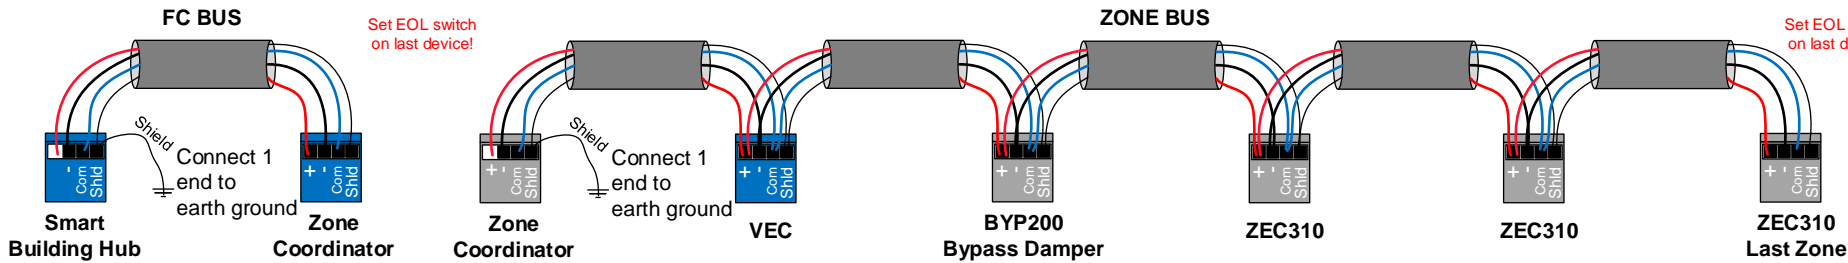 FC BUS
Set EOL switch
on last device!
Shield
Connect 1
end to
earth ground
-
Com
Shld
Smart
Building Hub
+
-
Com
Shld
Zone
Coordinator
ZONE BUS
Set EOL
on last d
+
-
Com
Shld
Shield
Connect 1
end to
earth ground
Zone
Coordinator
+
-
Com
Shld
VEC
+
-
Com
Shld
BYP200
Bypass Damper
+
-
Com
Shld
ZEC310
+
-
Com
Shld
ZEC310
+
-
Com
Shld
ZEC310
Last Zone